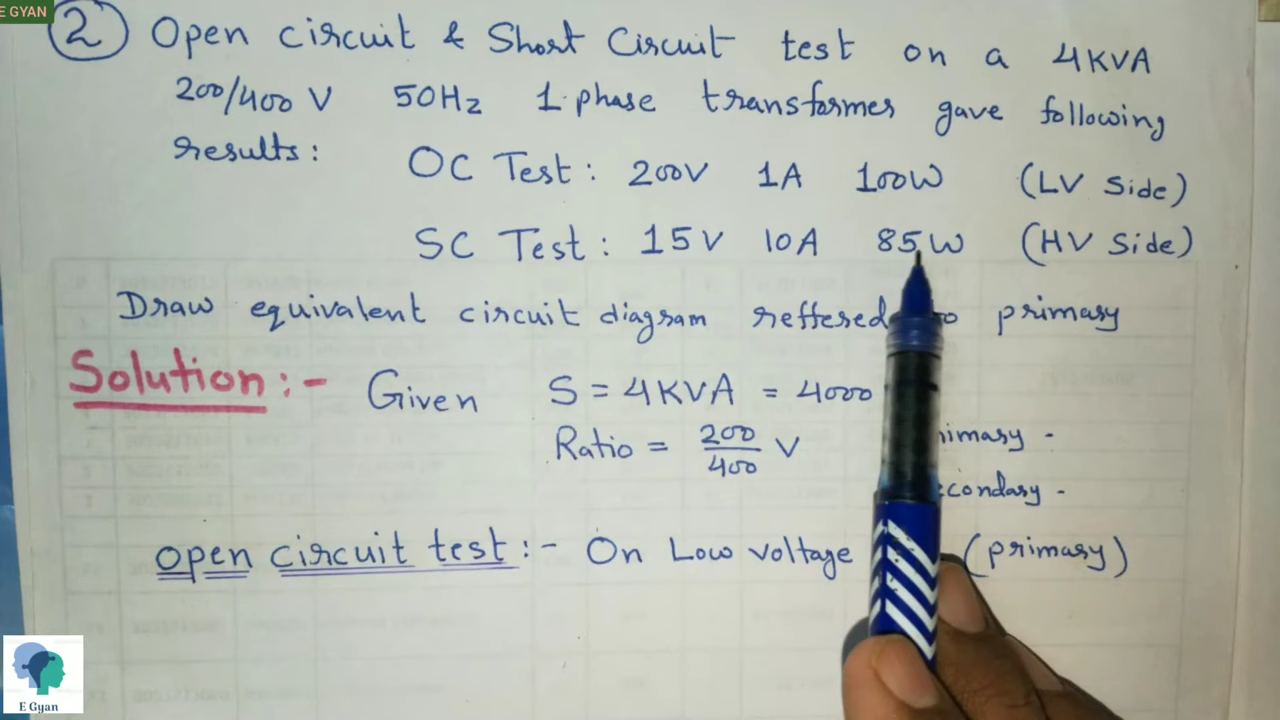 E GYAN
2 Open circuit & Short Circuit test on a 4KVA
200/400 V 50Hz 1-phase transformer gave following
results: OC Test: 200V 1A 100W (LV Side)
SC Test: 15V 10A 85W (HV Side)
Draw equivalent circuit diagram reffered to primary
Solution:- Given S = 4KVA = 4000
Ratio = 200/400 V
open circuit test:- On Low voltage (primary)
E Gyan